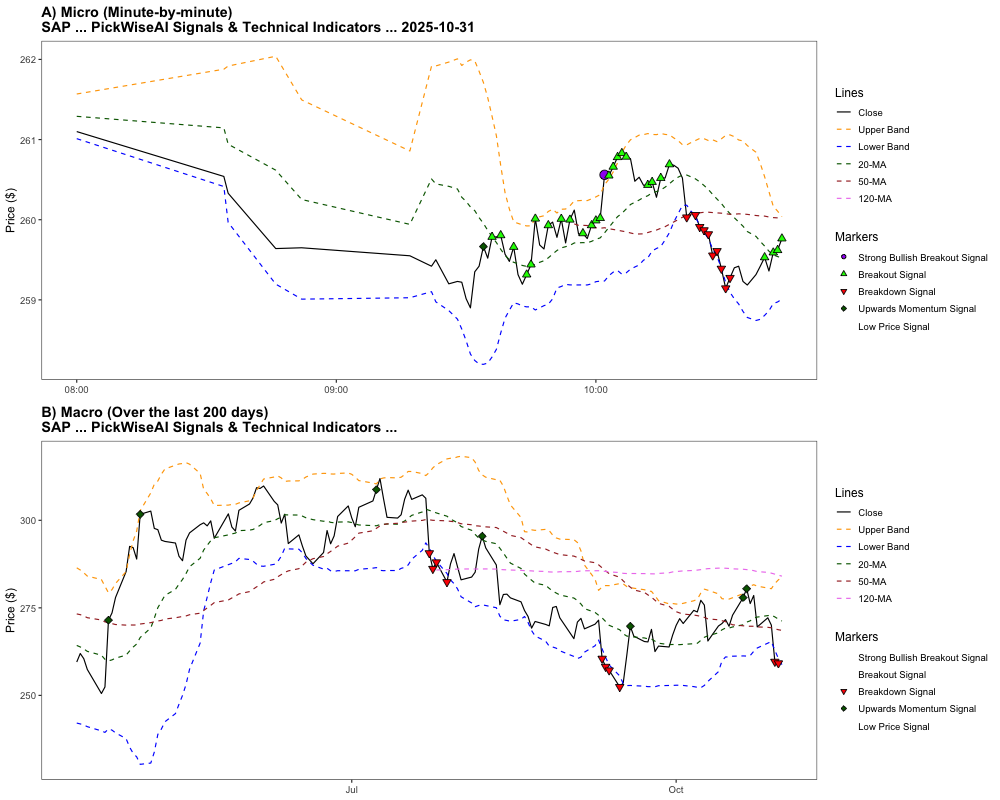 A) Micro (Minute-by-minute)
SAP ... PickWiseAI Signals & Technical Indicators ... 2025-10-31
Price ($)
262
261
260
259
08:00
09:00
10:00
Lines
Close
Upper Band
Lower Band
20-MA
50-MA
120-MA
Markers
Strong Bullish Breakout Signal
Breakout Signal
Breakdown Signal
Upwards Momentum Signal
Low Price Signal
B) Macro (Over the last 200 days)
SAP ... PickWiseAI Signals & Technical Indicators ...
Price ($)
300
275
250
Jul
Oct
Lines
Close
Upper Band
Lower Band
20-MA
50-MA
120-MA
Markers
Strong Bullish Breakout Signal
Breakout Signal
Breakdown Signal
Upwards Momentum Signal
Low Price Signal